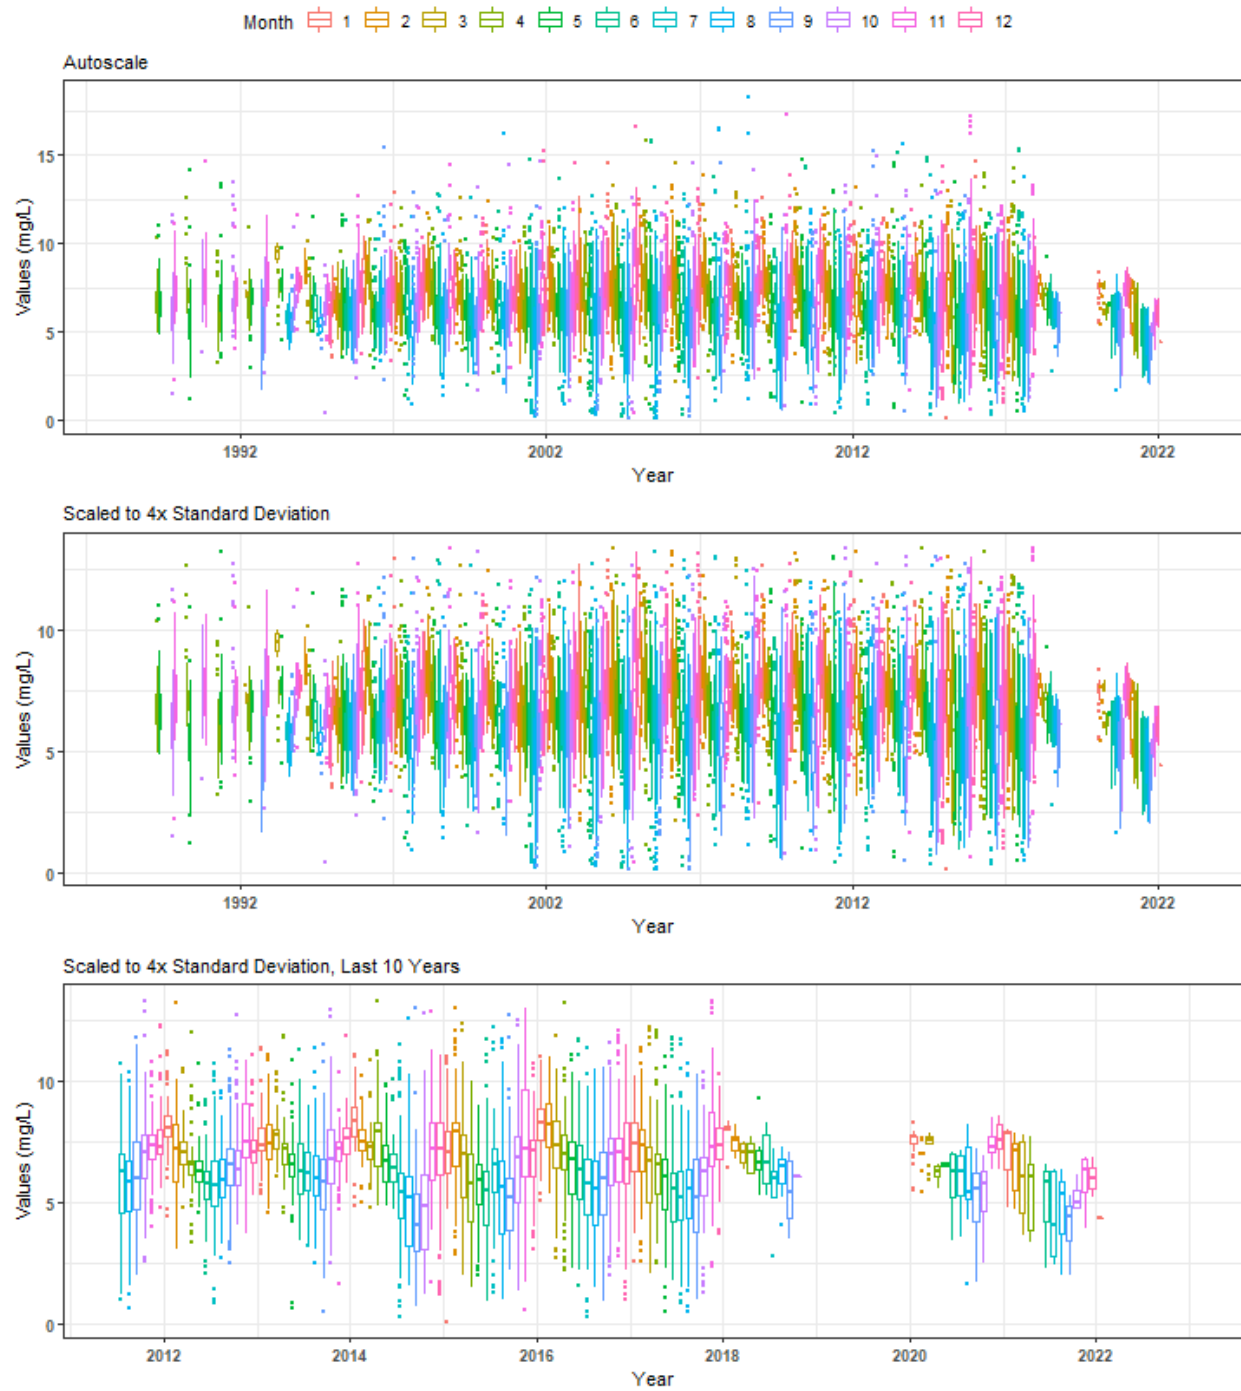 Month 1 2 3 4 5 6 7 8 9 10 11 12
Autoscale
Values (mg/L)
15
10
5
0
1992 2002 2012 2022
Year
Scaled to 4x Standard Deviation
Values (mg/L)
10
5
0
1992 2002 2012 2022
Year
Scaled to 4x Standard Deviation, Last 10 Years
Values (mg/L)
10
5
0
2012 2014 2016 2018 2020 2022
Year